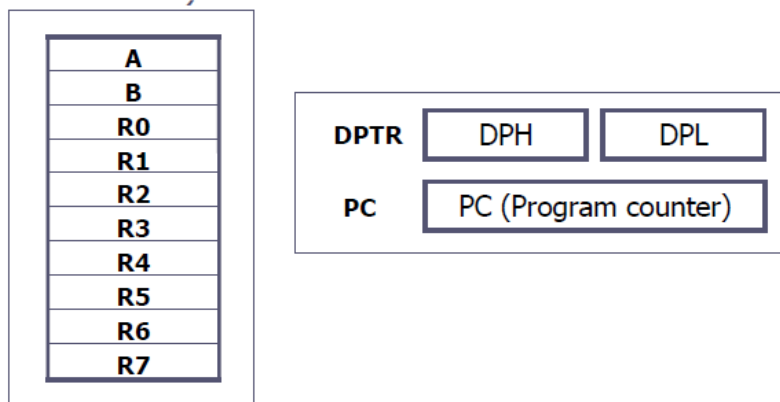 A
B
R0
R1
R2
R3
R4
R5
R6
R7
DPTR DPH DPL
PC PC (Program counter)